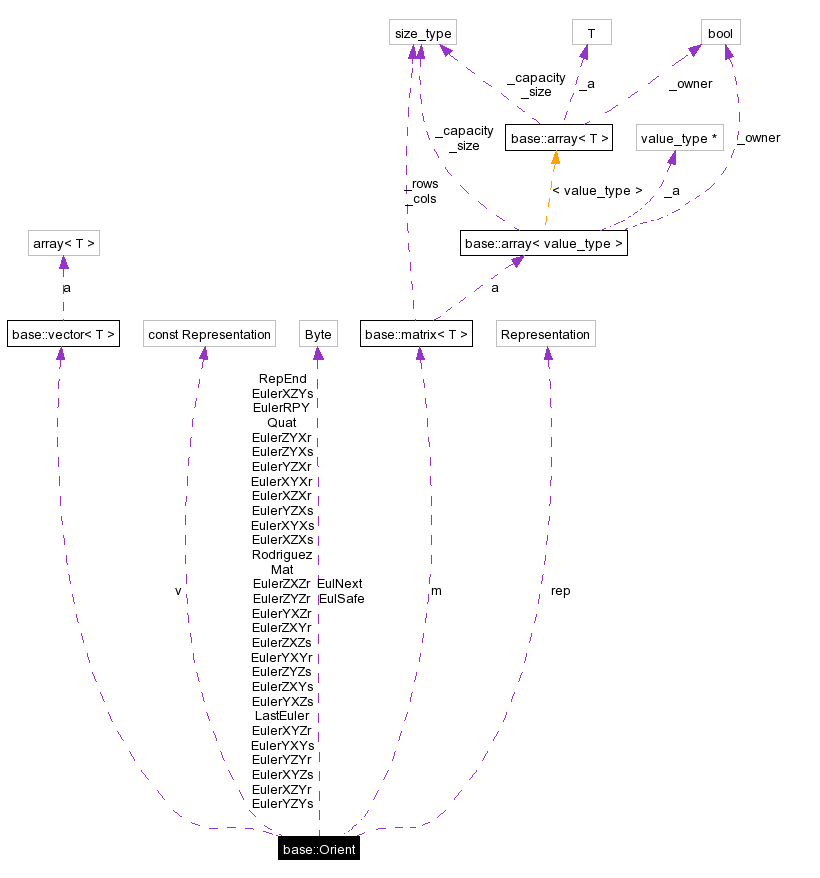 size_type
T
bool
_capacity
_size
_a
_owner
base::array< T >
value_type *
_capacity
_size
_owner
_rows
_cols
< value_type >
_a
array< T >
base::array< value_type >
a
a
base::vector< T >
const Representation
Byte
base::matrix< T >
Representation
RepEnd
EulerXZYs
EulerRPY
Quat
EulerZYXr
EulerZYXs
EulerYZXr
EulerXYXr
EulerXZXr
EulerYZXs
EulerXYXs
EulerXZXs
Rodriguez
Mat
EulerZXZr
EulerZYZr
EulerYXZr
EulerZXYr
EulerZXZs
EulerYXYr
EulerZYZs
EulerZXYs
EulerYXZs
LastEuler
EulerXYZr
EulerYXYs
EulerYZYr
EulerXYZs
EulerXZYr
EulerYZYs
v
EulNext
EulSafe
m
rep
base::Orient